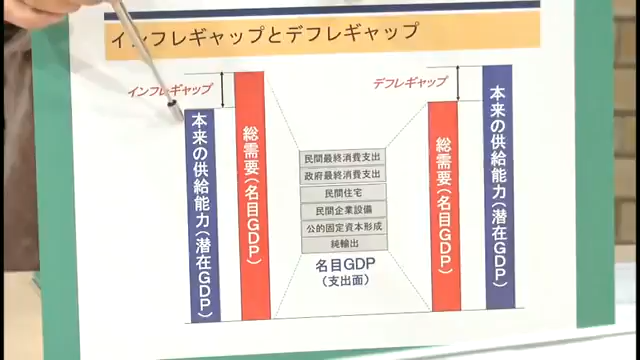 インフレギャップとデフレギャップ
インフレギャップ
本来の供給能力(潜在GDP)
総需要(名目GDP)
民間最終消費支出
政府最終消費支出
民間住宅
民間企業設備
公的固定資本形成
純輸出
名目GDP
(支出面)
デフレギャップ
総需要(名目GDP)
本来の供給能力(潜在GDP)